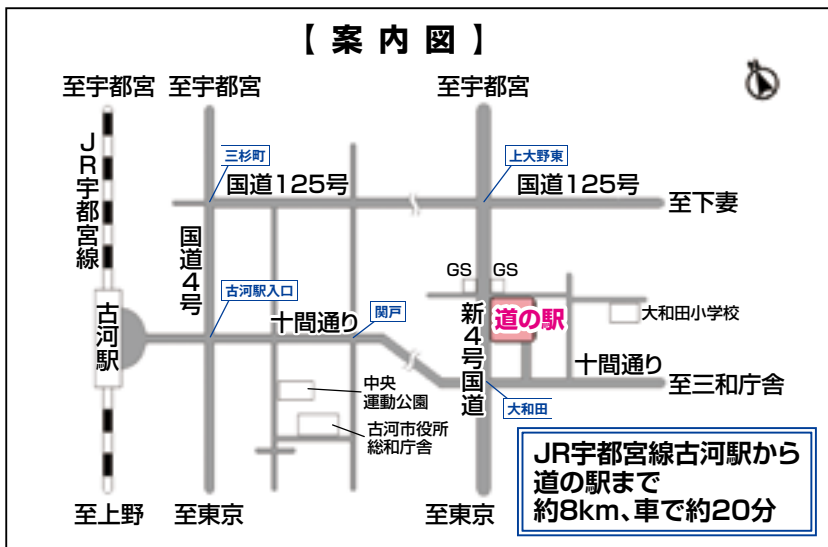 【案内図】
至宇都宮
至宇都宮
至宇都宮
JR宇都宮線
三杉町
国道125号
上大野東
国道125号
至下妻
国道4号
古河駅入口
古河駅
十間通り
関戸
GS
GS
新4号国道
道の駅
大和田小学校
十間通り
至三和庁舎
大和田
中央
運動公園
古河市役所
総和庁舎
至上野
至東京
至東京
JR宇都宮線古河駅から
道の駅まで
約8km、車で約20分